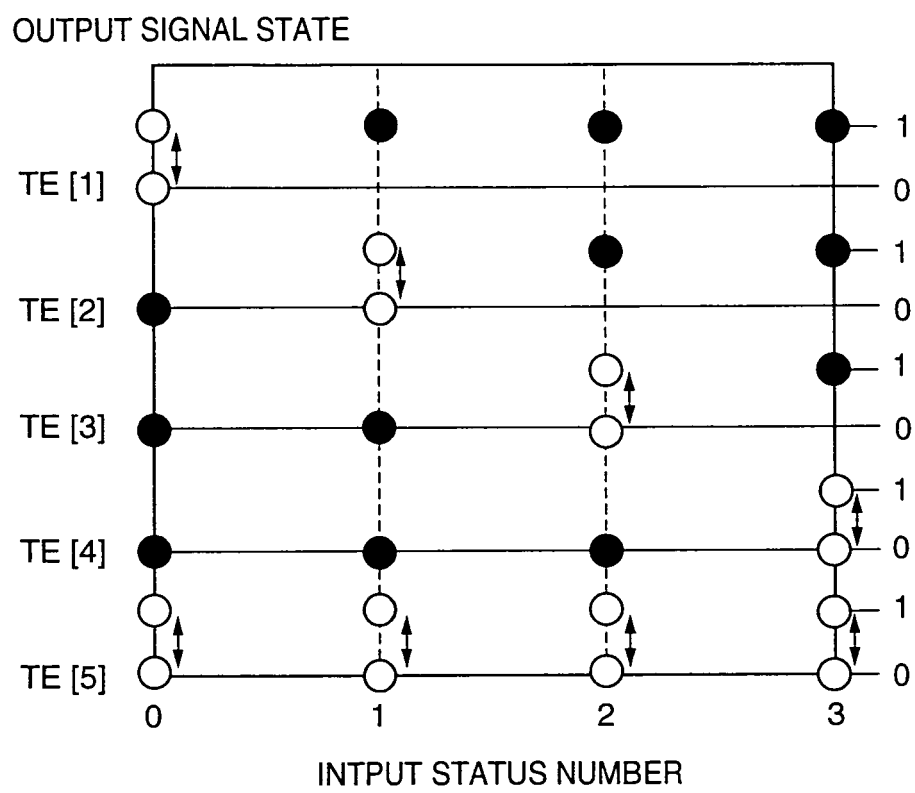 OUTPUT SIGNAL STATE
1
TE [1] 0
1
TE [2] 0
1
TE [3] 0
1
TE [4] 0
1
TE [5] 0
0 1 2 3
INTPUT STATUS NUMBER